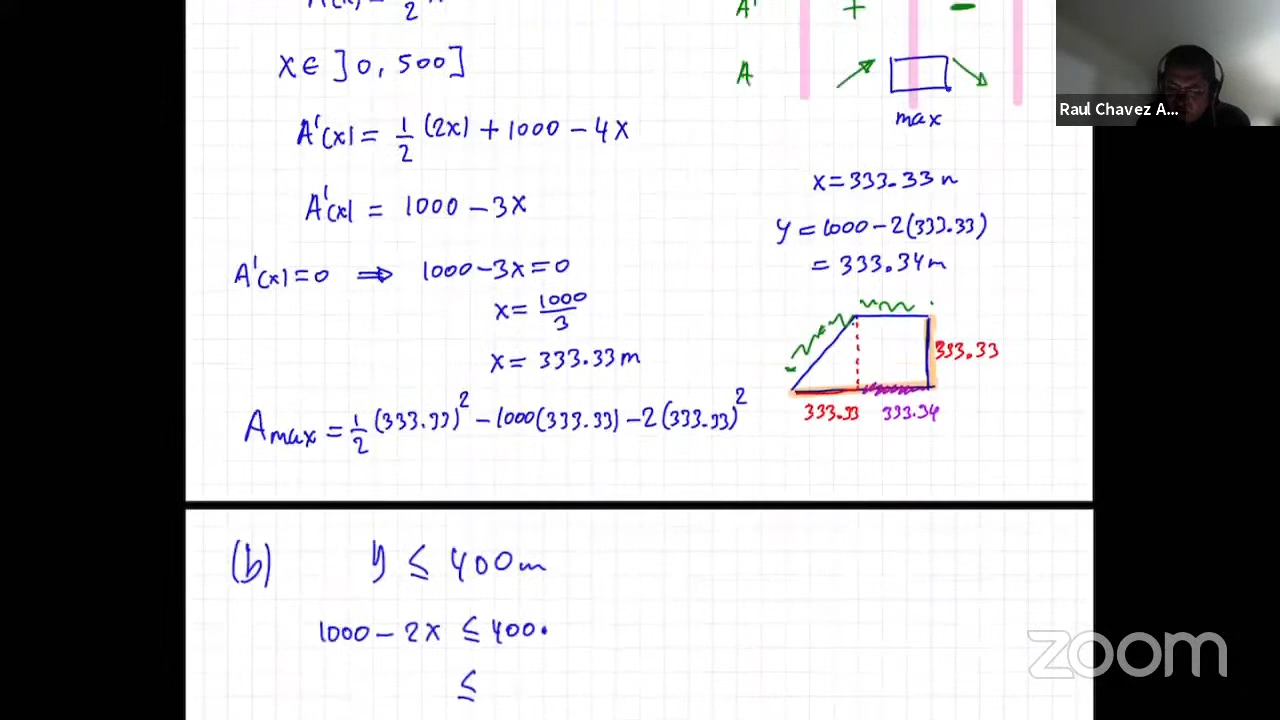 A'
+
-
x ∈ ]0, 500]
A
max
A'(x) = 1/2 (2x) + 1000 - 4x
A'(x) = 1000 - 3x
A'(x) = 0 ⟹ 1000 - 3x = 0
x = 1000/3
x = 333.33 m
A max = 1/2 (333.33)² - 1000(333.33) - 2(333.33)²
x = 333.33 m
y = 1000 - 2(333.33)
= 333.34 m
333.33
333.33
333.34
(b) y ≤ 400 m
1000 - 2x ≤ 400.
≤
Raul Chavez A...
zoom